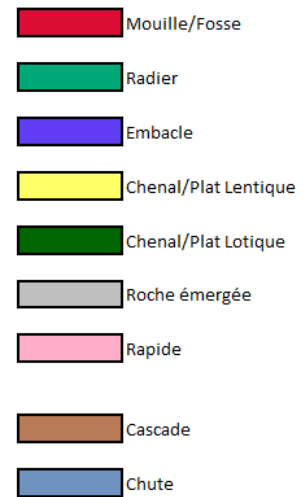 Mouille/Fosse
Radier
Embacle
Chenal/Plat Lentique
Chenal/Plat Lotique
Roche émergée
Rapide
Cascade
Chute